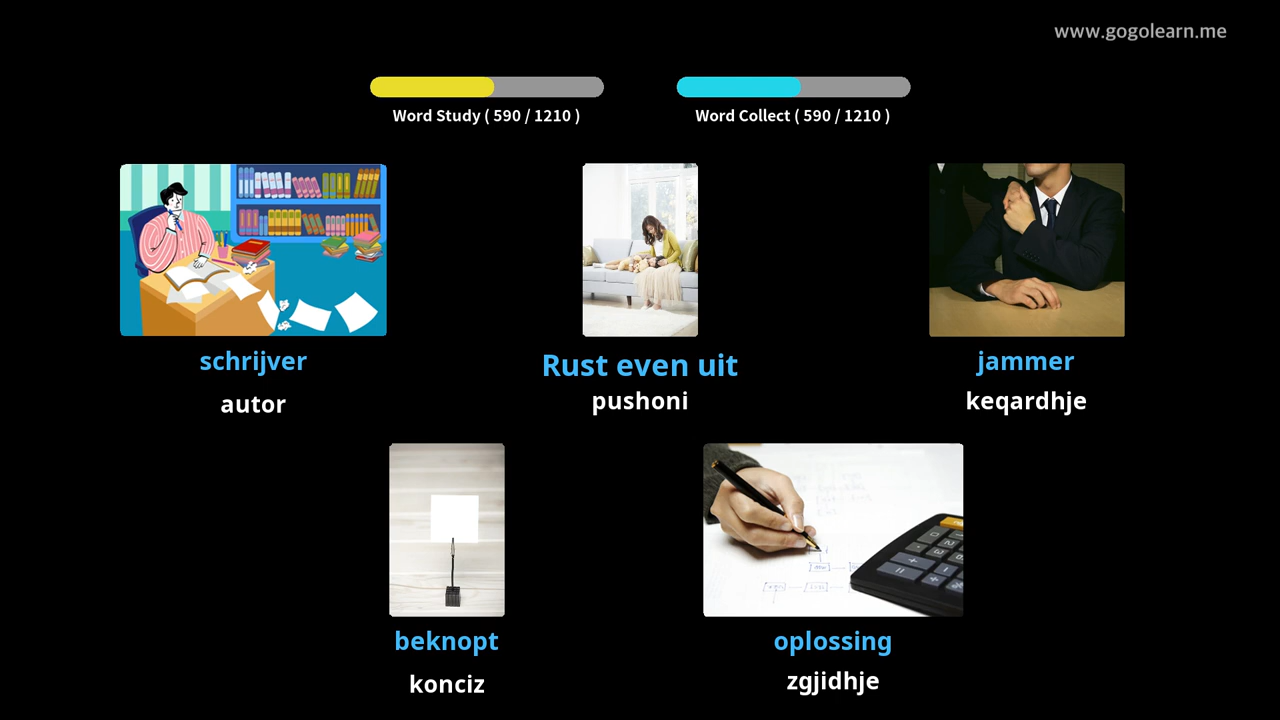 www.gogolearn.me
Word Study ( 590 / 1210 )
Word Collect ( 590 / 1210 )
schrijver
autor
Rust even uit
pushoni
jammer
keqardhje
beknopt
konciz
oplossing
zgjidhje